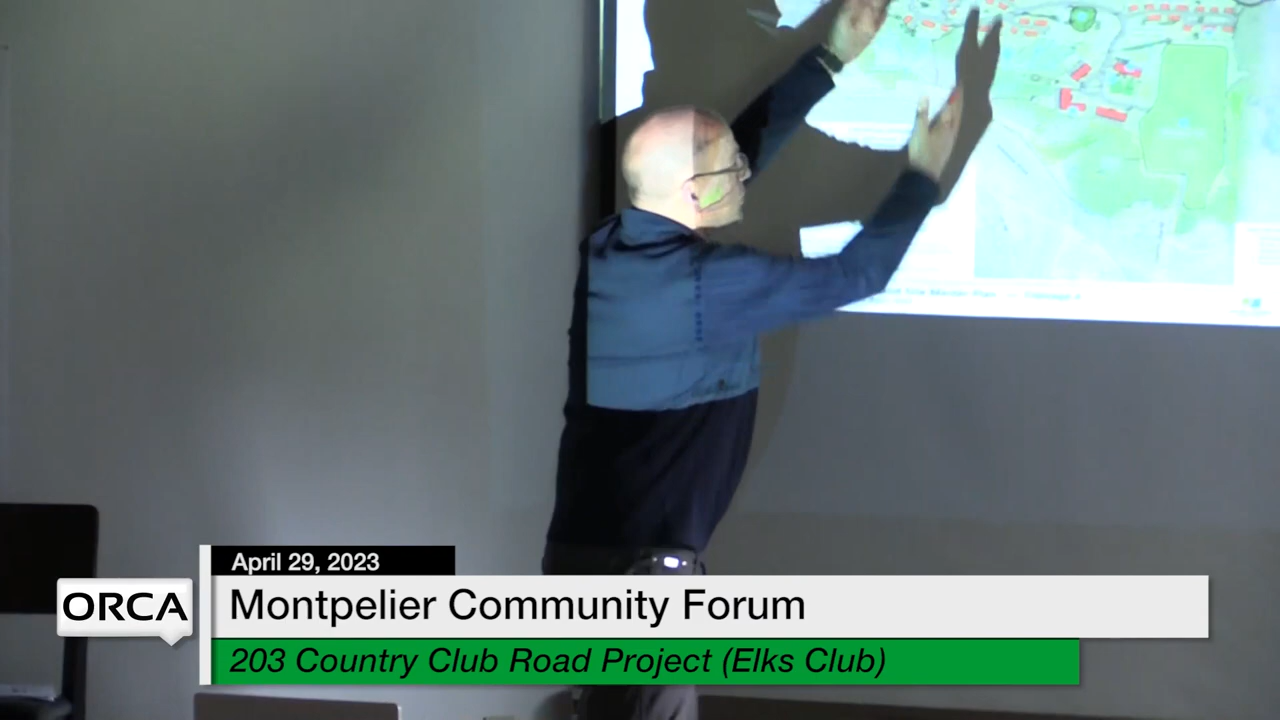 April 29, 2023
Montpelier Community Forum
ORCA
203 Country Club Road Project (Elks Club)